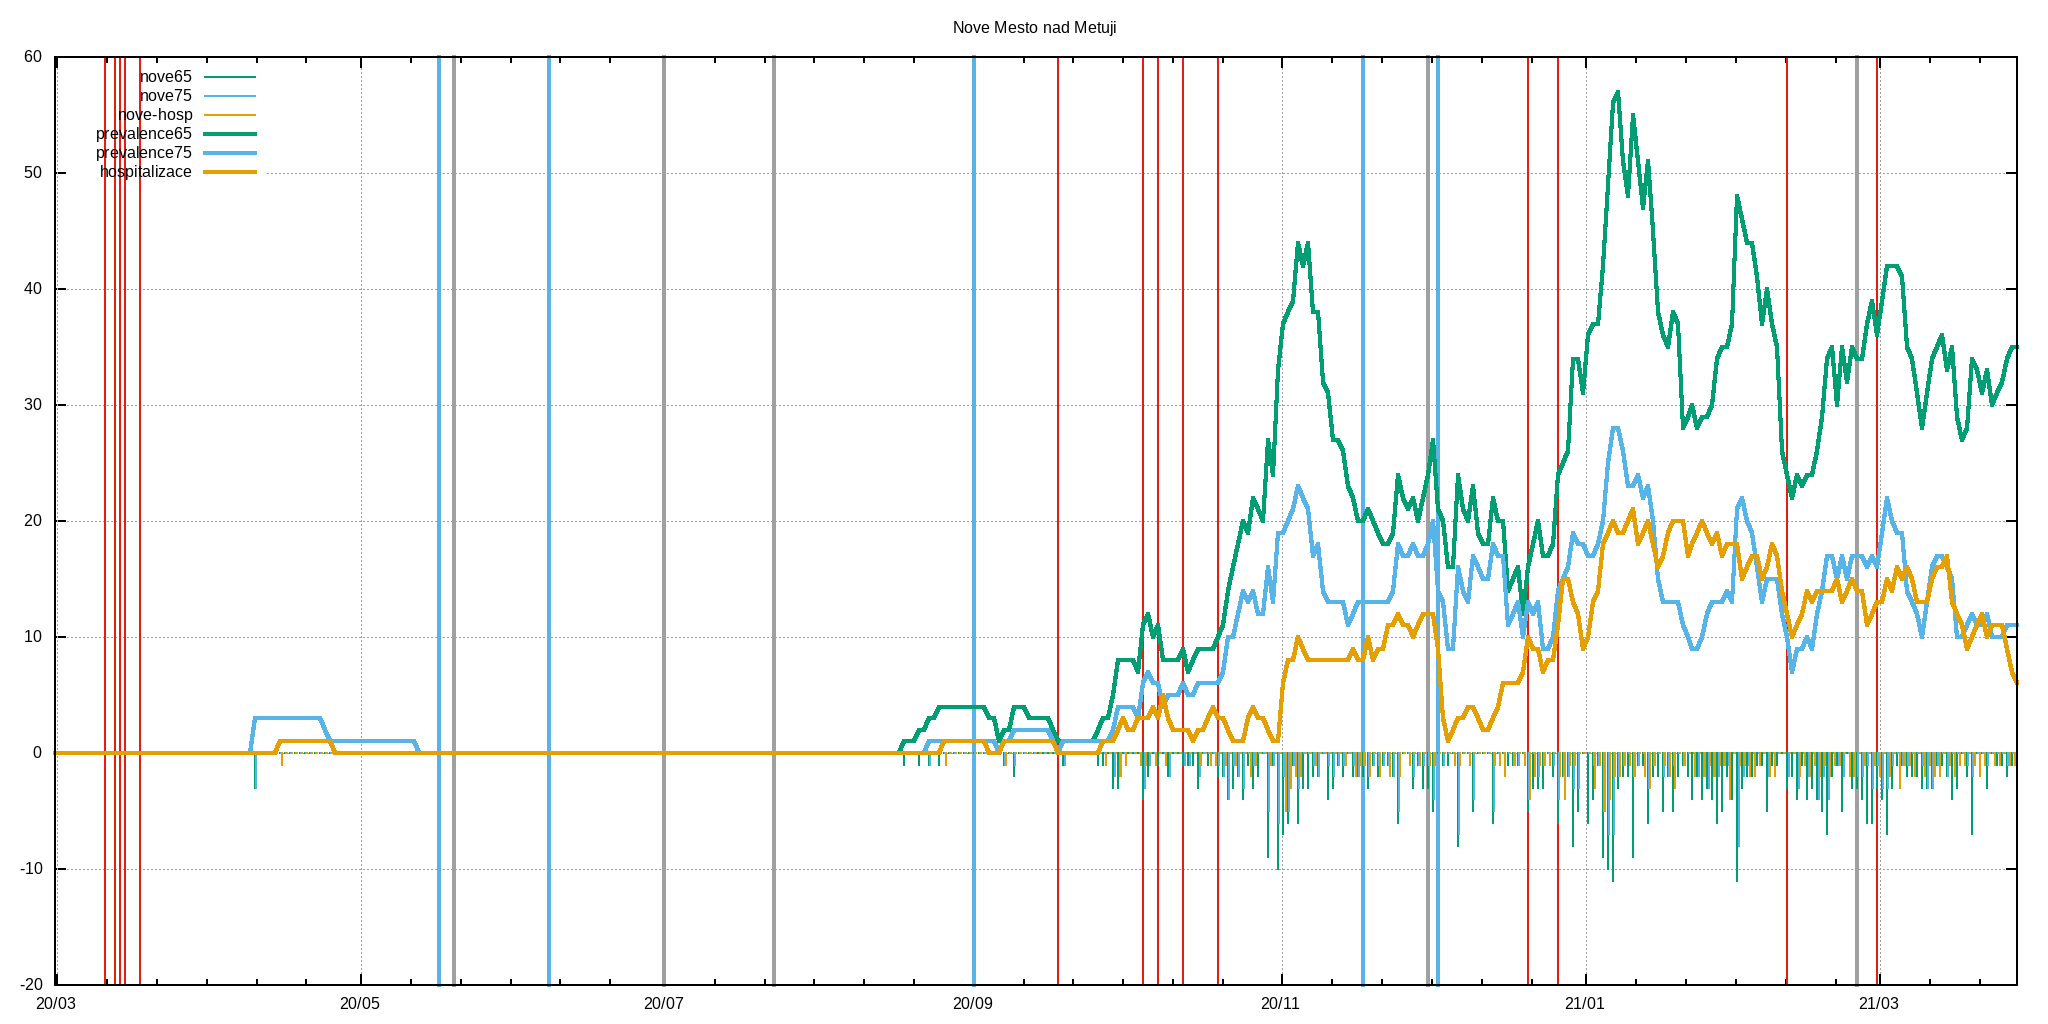 Nove Mesto nad Metuji
60
nove65
nove75
nove-hosp
prevalence65
prevalence75
hospitalizace
50
40
30
20
10
0
-10
-20
20/03 20/05 20/07 20/09 20/11 21/01 21/03